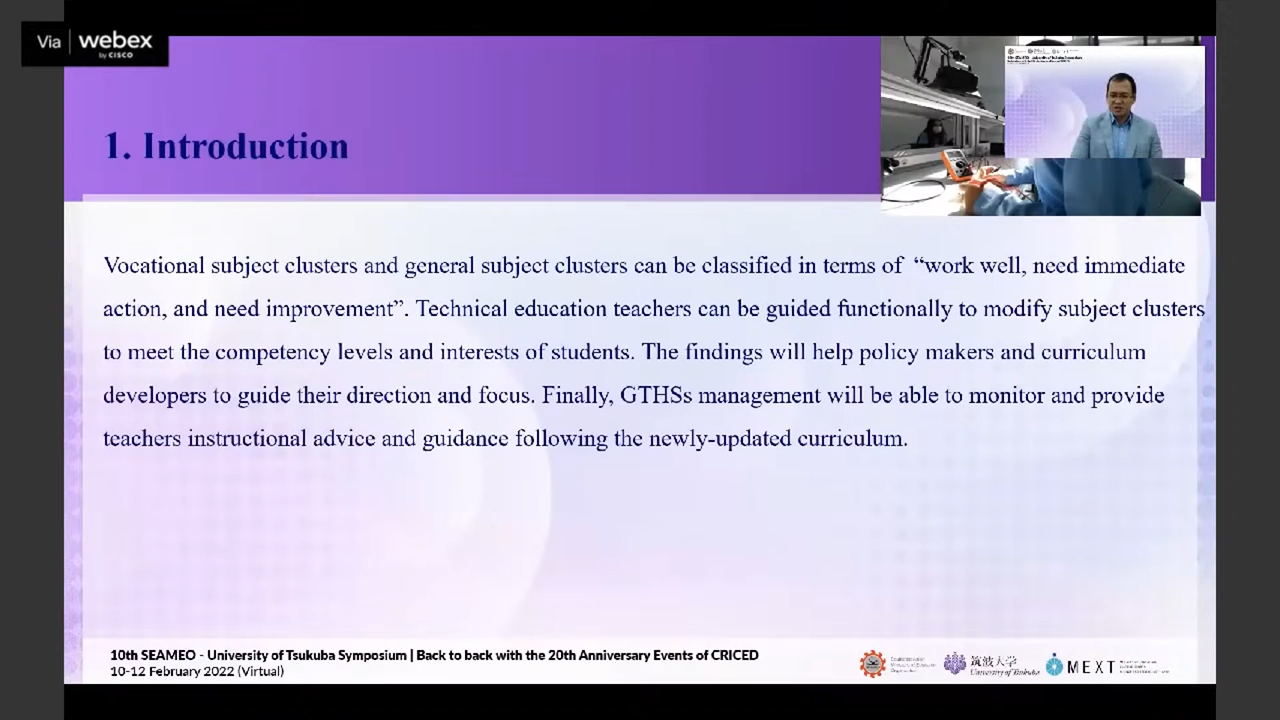 Via webex
by CISCO
1. Introduction
Vocational subject clusters and general subject clusters can be classified in terms of “work well, need immediate
action, and need improvement”. Technical education teachers can be guided functionally to modify subject clusters
to meet the competency levels and interests of students. The findings will help policy makers and curriculum
developers to guide their direction and focus. Finally, GTHSs management will be able to monitor and provide
teachers instructional advice and guidance following the newly-updated curriculum.
10th SEAMEO - University of Tsukuba Symposium | Back to back with the 20th Anniversary Events of CRICED
10-12 February 2022 (Virtual)
筑波大学
University of Tsukuba
MEXT